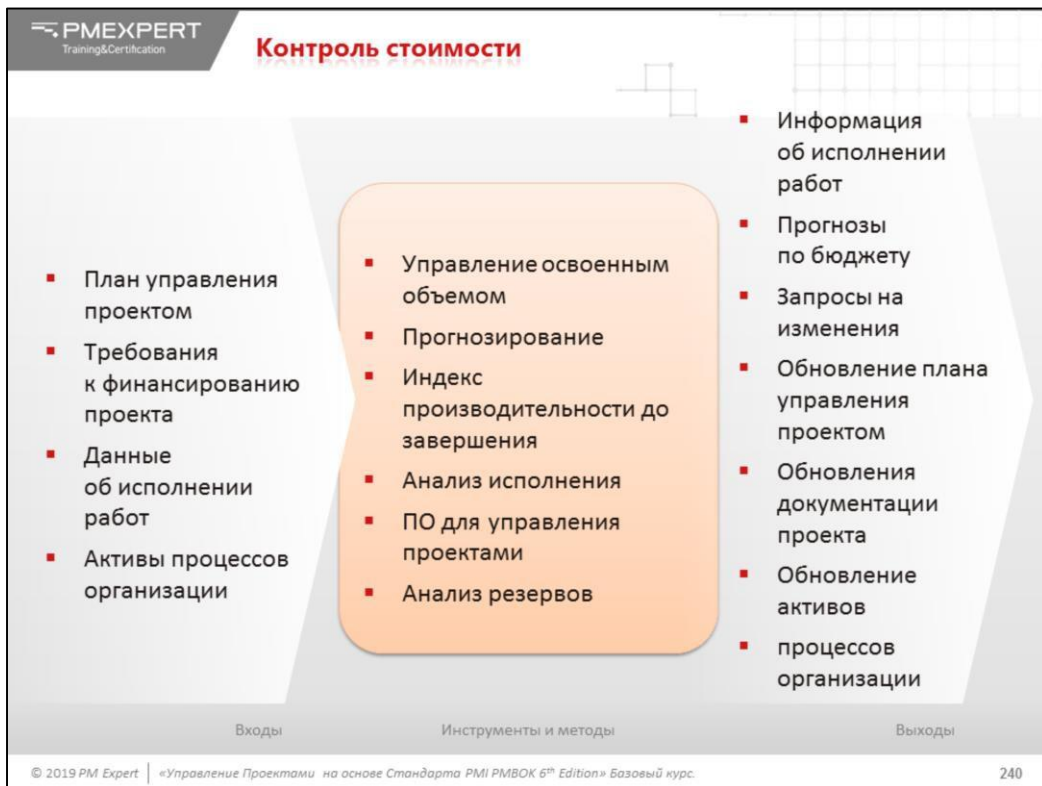 PMEXPERT
Training&Certification
Контроль стоимости
План управления
проектом
Требования
к финансированию
проекта
Данные
об исполнении
работ
Активы процессов
организации
Управление освоенным
объемом
Прогнозирование
Индекс
производительности до
завершения
Анализ исполнения
ПО для управления
проектами
Анализ резервов
Информация
об исполнении
работ
Прогнозы
по бюджету
Запросы на
изменения
Обновление плана
управления
проектом
Обновления
документации
проекта
Обновление
активов
процессов
организации
Входы
Инструменты и методы
Выходы
© 2019 PM Expert | «Управление Проектами на основе Стандарта PMI PMBOK 6th Edition» Базовый курс.
240